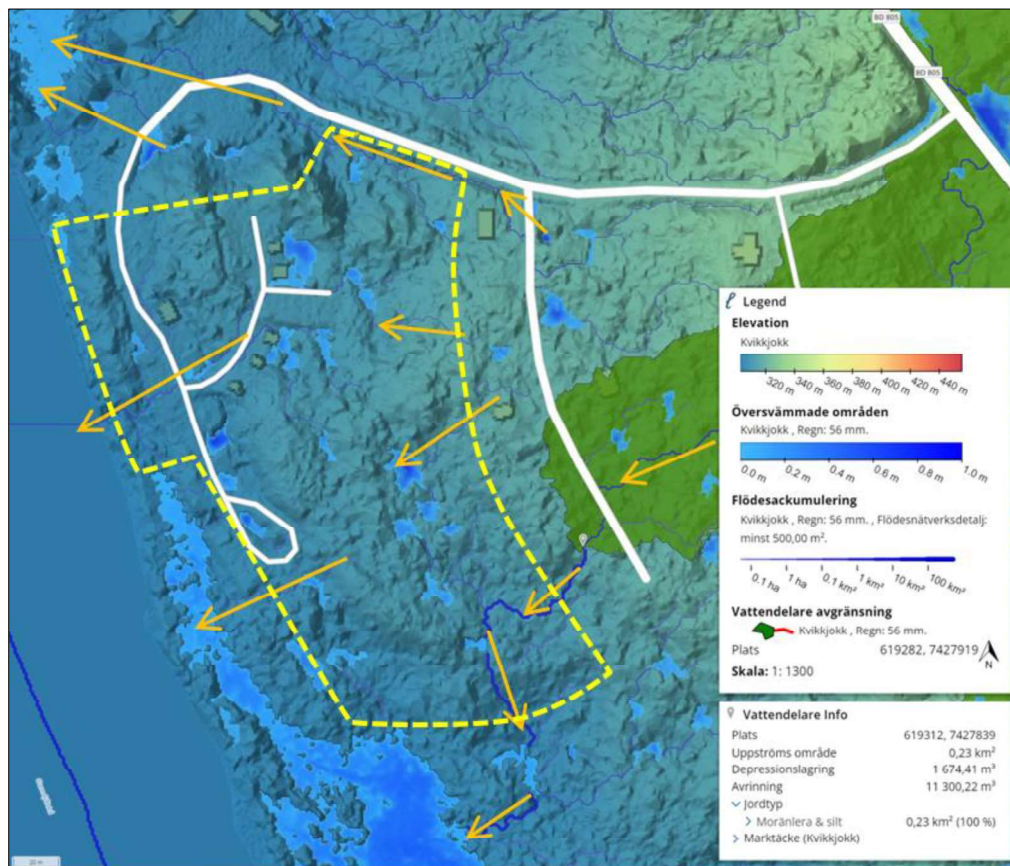 BD 805
BD 805
Legend
Elevation
Kvikkjokk
320 m 340 m 360 m 380 m 400 m 420 m 440 m
Översvämmade områden
Kvikkjokk , Regn: 56 mm.
0.0 m 0.2 m 0.4 m 0.6 m 0.8 m 1.0 m
Flödesackumulering
Kvikkjokk , Regn: 56 mm. , Flödesnätverksdetalj:
minst 500,00 m².
0.1 ha 1 ha 0.1 km² 1 km² 10 km² 100 km²
Vattendelare avgränsning
Kvikkjokk , Regn: 56 mm.
Plats 619282, 7427919
N
Skala: 1: 1300
Vattendelare Info
Plats 619312, 7427839
Uppströms område 0,23 km²
Depressionslagring 1 674,41 m³
Avrinning 11 300,22 m³
Jordtyp
Moränlera & silt 0,23 km² (100 %)
Marktäcke (Kvikkjokk)
20 m